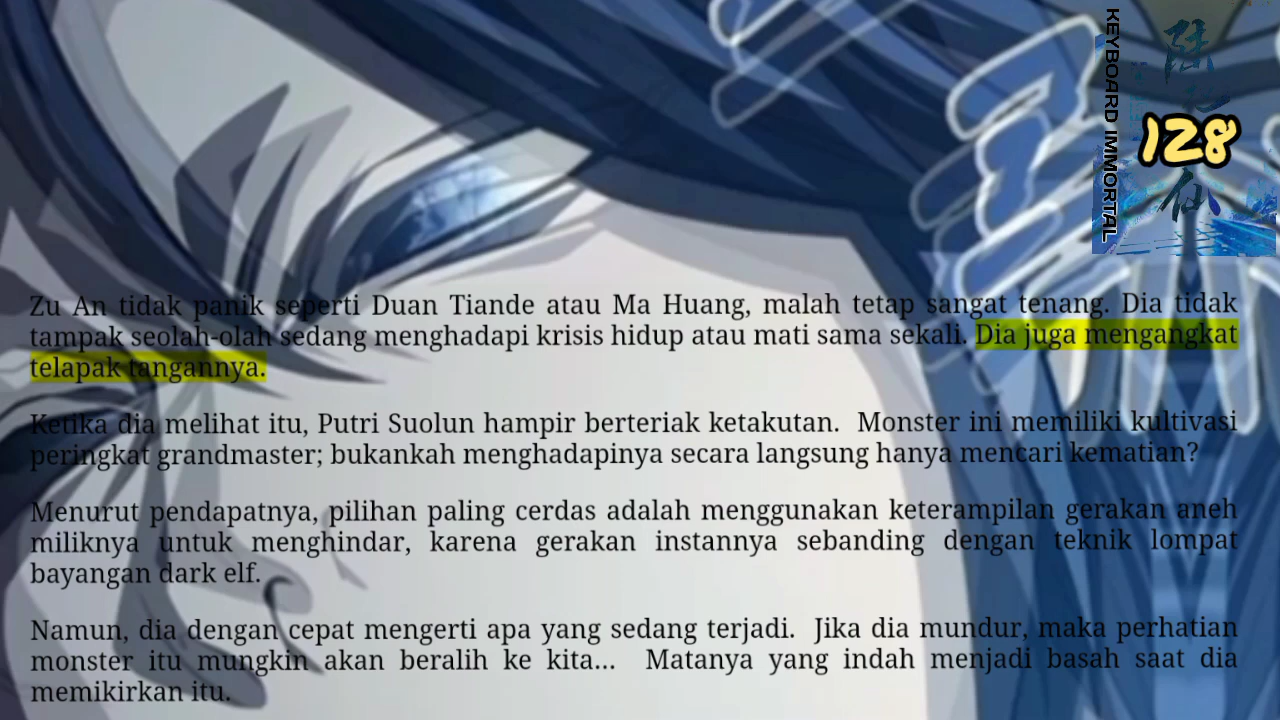 KEYBOARD IMMORTAL
128
仙
Zu An tidak panik seperti Duan Tiande atau Ma Huang, malah tetap sangat tenang. Dia tidak
tampak seolah-olah sedang menghadapi krisis hidup atau mati sama sekali. Dia juga mengangkat
telapak tangannya.
Ketika dia melihat itu, Putri Suolun hampir berteriak ketakutan.  Monster ini memiliki kultivasi
peringkat grandmaster; bukankah menghadapinya secara langsung hanya mencari kematian?
Menurut pendapatnya, pilihan paling cerdas adalah menggunakan keterampilan gerakan aneh
miliknya untuk menghindar, karena gerakan instannya sebanding dengan teknik lompat
bayangan dark elf.
Namun, dia dengan cepat mengerti apa yang sedang terjadi.  Jika dia mundur, maka perhatian
monster itu mungkin akan beralih ke kita...  Matanya yang indah menjadi basah saat dia
memikirkan itu.